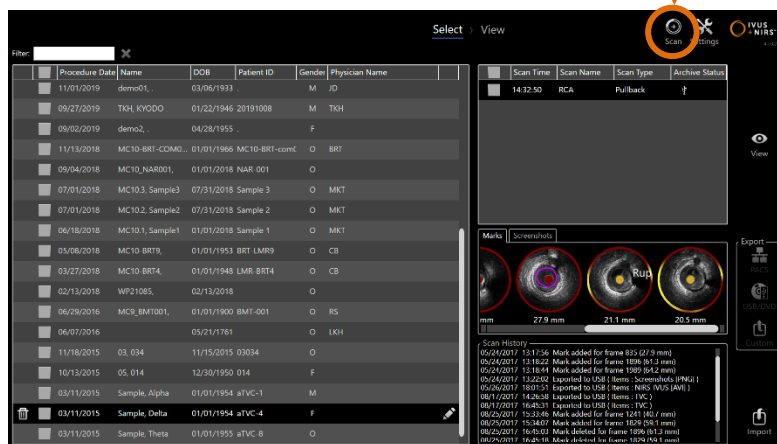 Select › View
Scan
Settings
IVUS
+NIRS
Filter:
Procedure Date Name DOB Patient ID Gender Physician Name
11/01/2019 demo01, . 03/06/1933 . M JD
09/27/2019 TKH, KYODO 01/22/1946 20191008 M TKH
09/02/2019 demo2, . 04/28/1955 . F
11/13/2018 MC10-BRT-COM0... 01/01/1966 MC10-BRT-com0 O BRT
09/04/2018 MC10_NAR001, 01/01/2018 NAR-001 O
07/01/2018 MC10.3, Sample3 07/31/2018 Sample 3 O MKT
07/01/2018 MC10.2, Sample2 07/31/2018 Sample 2 O MKT
06/18/2018 MC10.1, Sample1 01/01/2018 Sample 1 O MKT
05/08/2018 MC10-BRT9, 01/01/1953 BRT-LMR9 O CB
03/27/2018 MC10-BRT4, 01/01/1948 LMR-BRT4 O CB
02/13/2018 WP21085, 02/13/2018 O
06/29/2016 MC9_BMT001, 01/01/1900 BMT-001 O RS
06/07/2016 05/21/1761 O LKH
11/18/2015 03, 034 11/15/2015 03034 O
10/13/2015 05, 014 12/30/1950 014 F
03/11/2015 Sample, Alpha 01/01/1954 aTVC-1 M
03/11/2015 Sample, Delta 01/01/1954 aTVC-4 F
03/11/2015 Sample, Theta 01/01/1955 aTVC-8 O
Scan Time Scan Name Scan Type Archive Status
14:32:50 RCA Pullback
View
Marks Screenshots
Rup
mm 27.9 mm 21.1 mm 20.5 mm
Export
PACS
USB/DVD
Custom
Import
Scan History
05/24/2017 13:17:56 Mark added for frame 835 (27.9 mm)
05/24/2017 13:18:22 Mark added for frame 1896 (61.3 mm)
05/24/2017 13:18:44 Mark added for frame 1989 (64.2 mm)
05/24/2017 13:22:02 Exported to USB ( Items : Screenshots [PNG] )
05/26/2017 18:01:51 Exported to USB ( Items : NIRS-IVUS [AVI] )
08/17/2017 14:26:58 Exported to USB ( Items : TVC )
08/17/2017 16:45:31 Exported to USB ( Items : TVC )
08/25/2017 15:33:46 Mark added for frame 1241 (40.7 mm)
08/25/2017 15:34:07 Mark added for frame 1829 (59.1 mm)
08/25/2017 16:45:03 Mark deleted for frame 1896 (61.3 mm)
08/25/2017 16:45:18 Mark deleted for frame 1829 (59.1 mm)